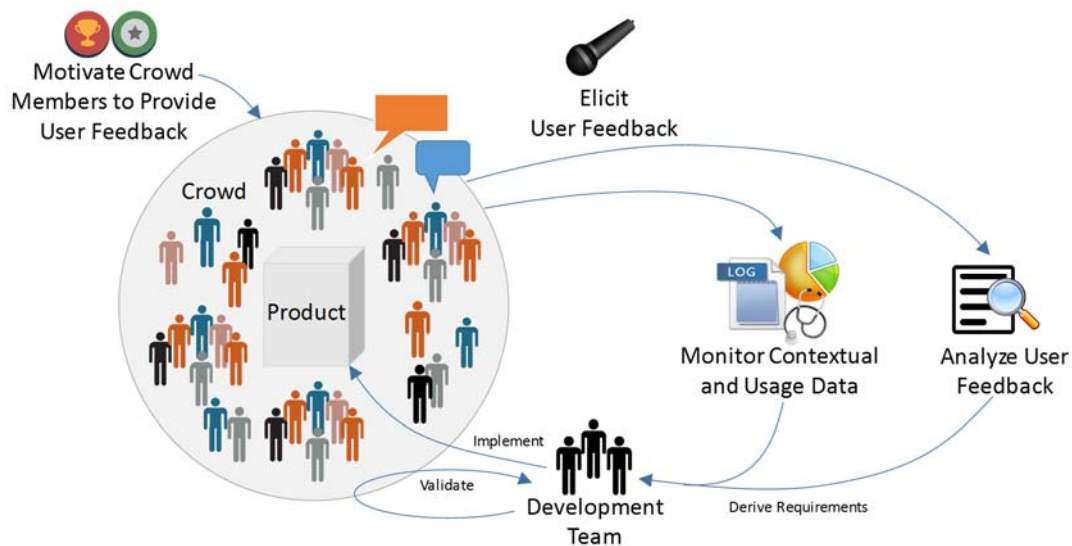 Motivate Crowd
Members to Provide
User Feedback
Elicit
User Feedback
Crowd
Product
LOG
Monitor Contextual
and Usage Data
Analyze User
Feedback
Implement
Validate
Development
Team
Derive Requirements